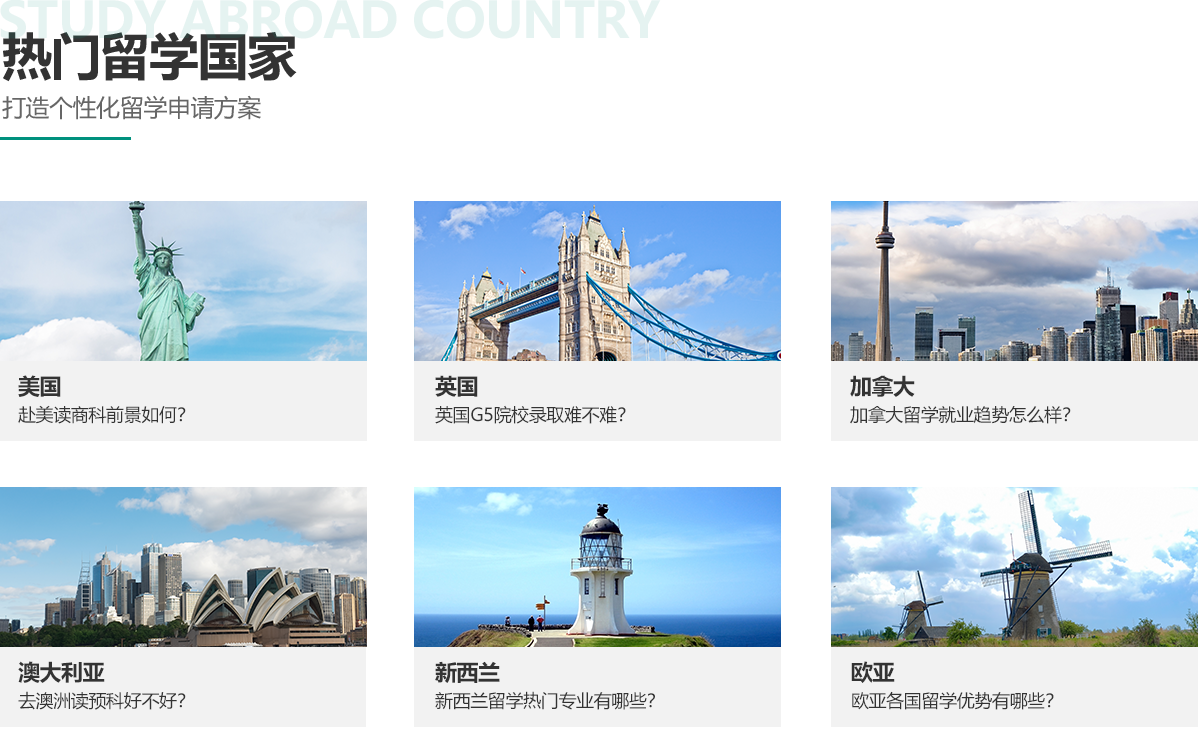 STUDY ABROAD COUNTRY
热门留学国家
打造个性化留学申请方案
美国
赴美读商科前景如何?
英国
英国G5院校录取难不难?
加拿大
加拿大留学就业趋势怎么样?
澳大利亚
去澳洲读预科好不好?
新西兰
新西兰留学热门专业有哪些?
欧亚
欧亚各国留学优势有哪些?